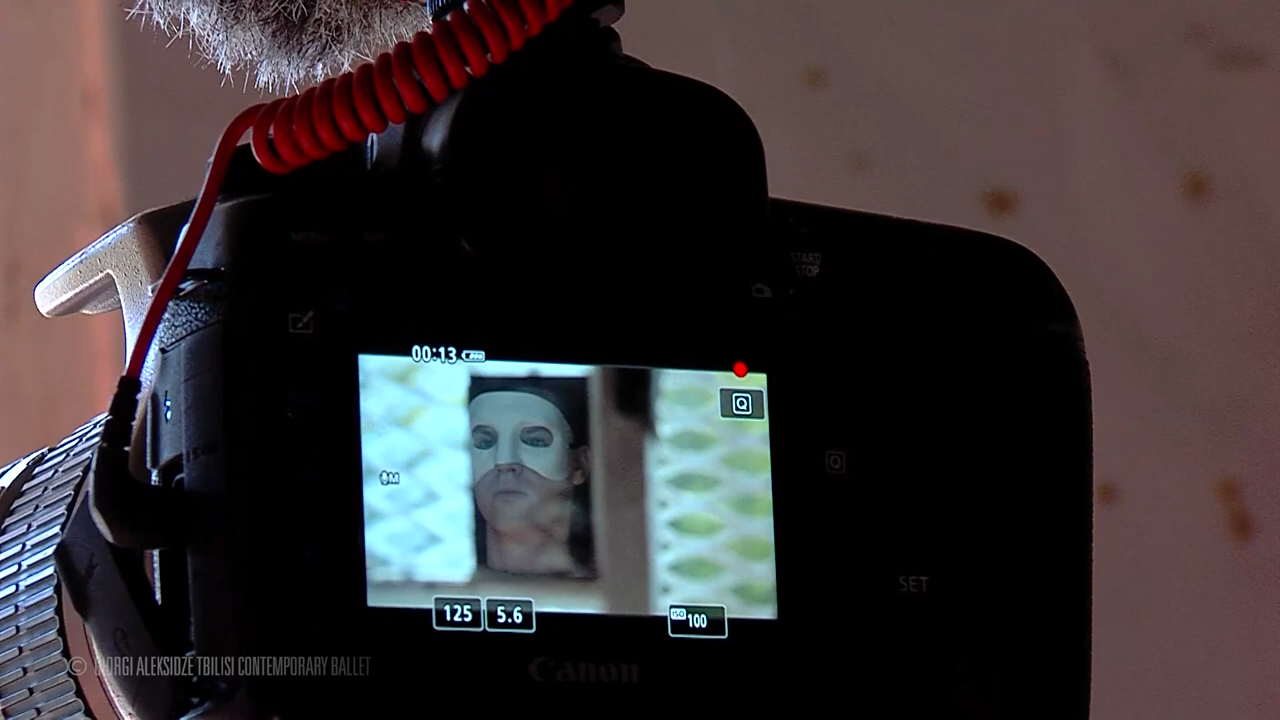 START
STOP
00:13
Q
M
Q
SET
125
5.6
ISO 100
© GIORGI ALEKSIDZE TBILISI CONTEMPORARY BALLET
Canon